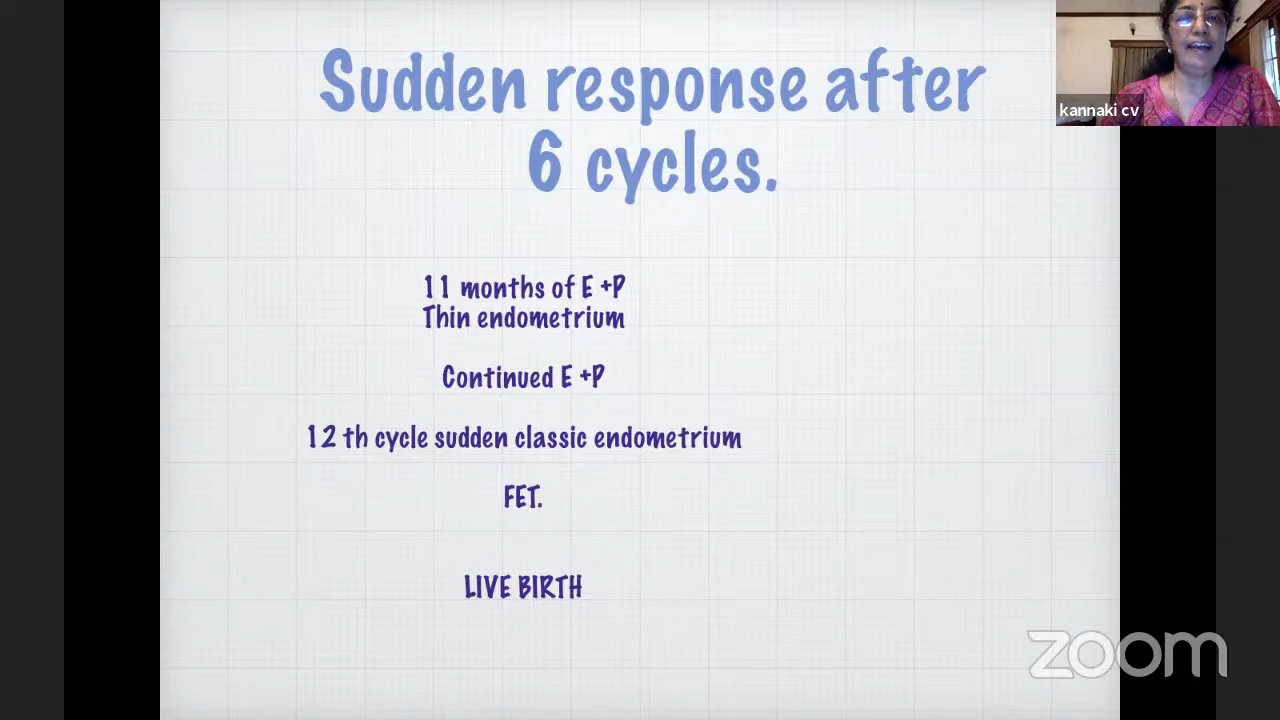 Sudden response after
6 cycles.
kannaki cv
11 months of E +P
Thin endometrium
Continued E +P
12 th cycle sudden classic endometrium
FET.
LIVE BIRTH
zoom